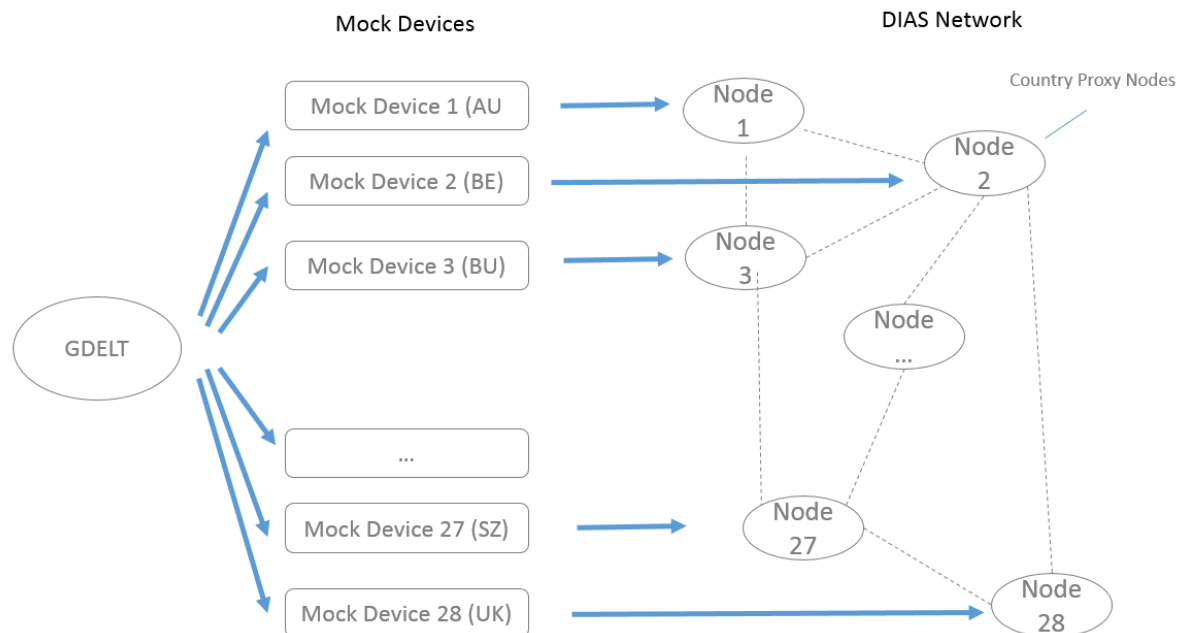 Mock Devices
DIAS Network
Country Proxy Nodes
Mock Device 1 (AU
Node
1
Mock Device 2 (BE)
Node
2
Mock Device 3 (BU)
Node
3
GDELT
Node
...
...
Mock Device 27 (SZ)
Node
27
Mock Device 28 (UK)
Node
28